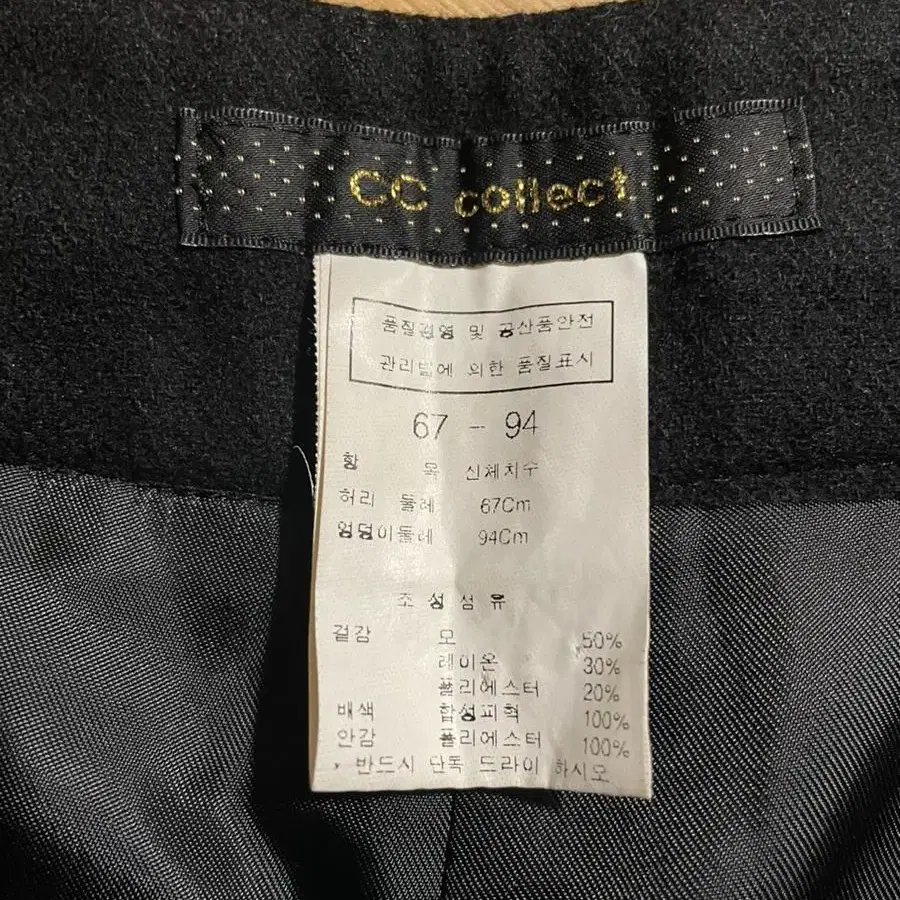 CC collect
품질경영 및 공산품안전
관리법에 의한 품질표시
67 - 94
항 목 신체치수
허리 둘레 67Cm
엉덩이둘레 94Cm
조성섬유
겉감 모 50%
레이온 30%
폴리에스터 20%
배색 합성피혁 100%
안감 폴리에스터 100%
, 반드시 단독 드라이 하시오